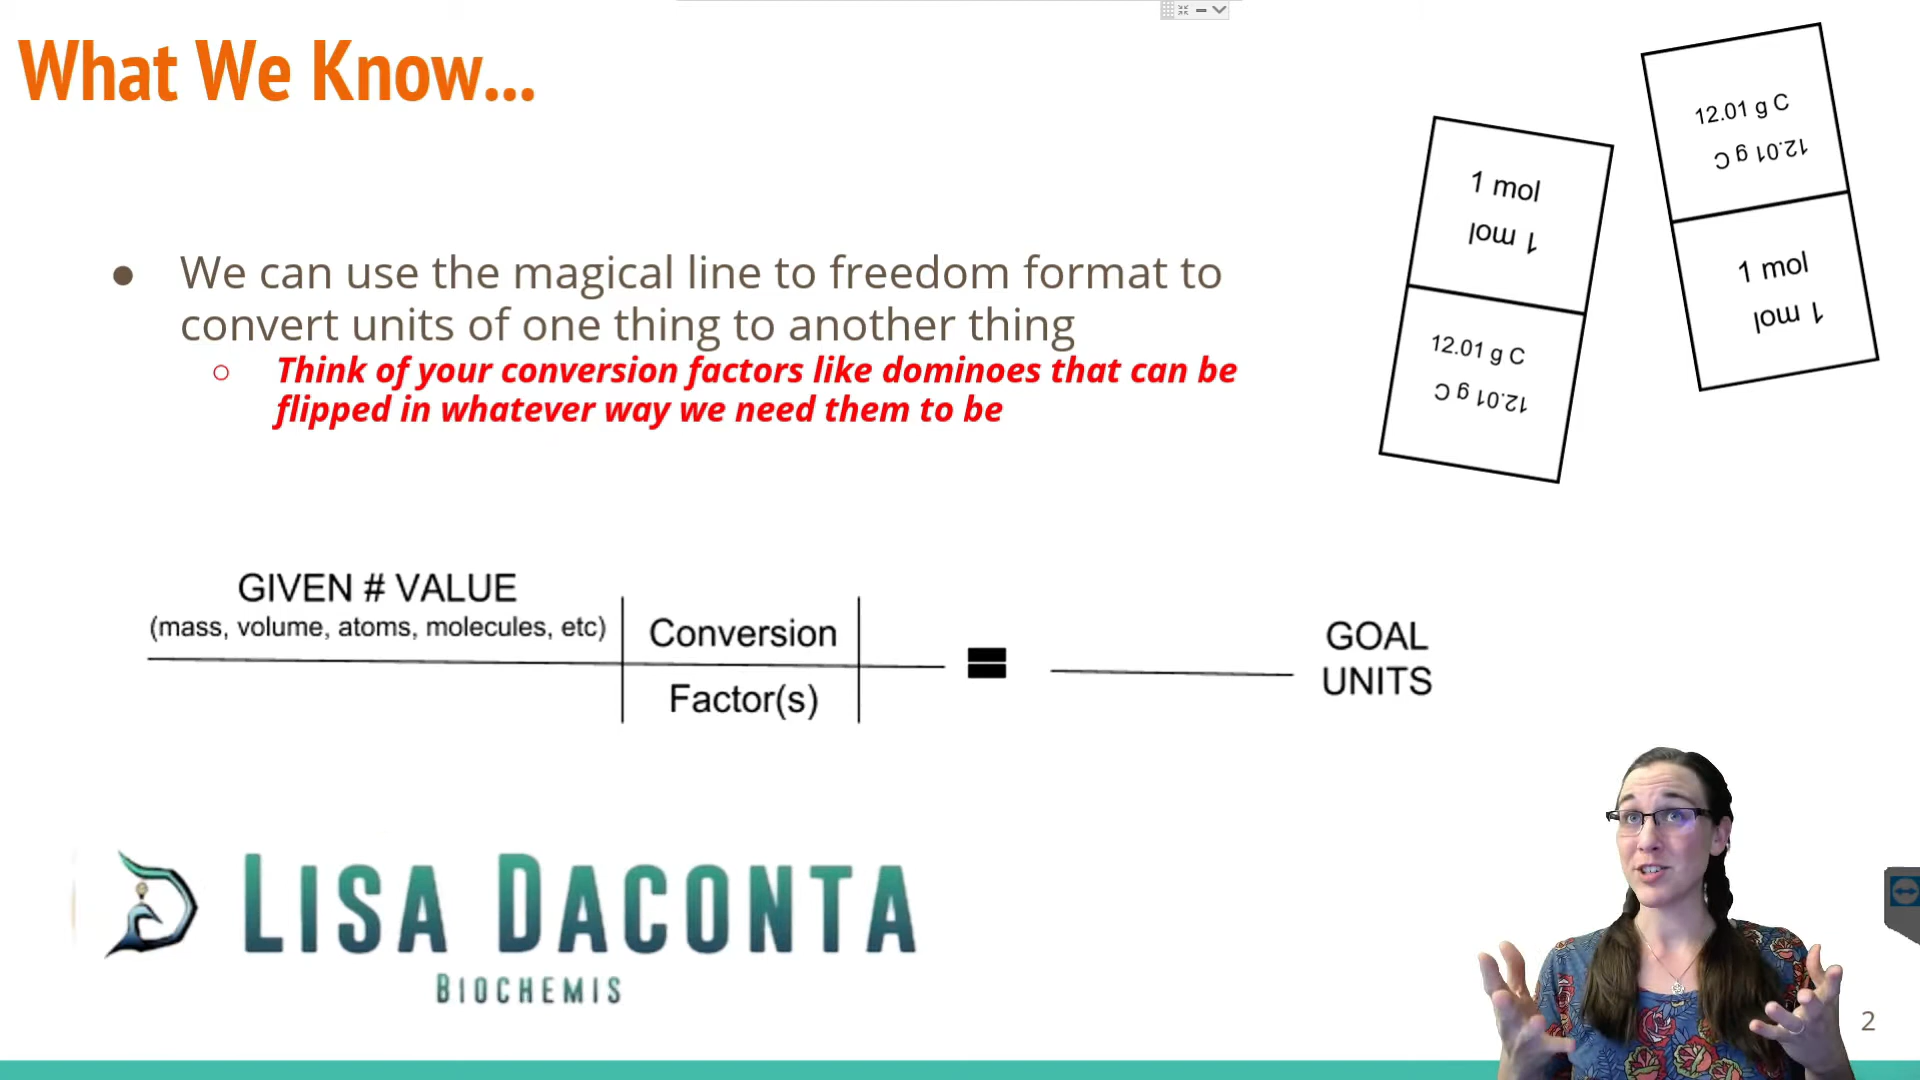 What We Know...
We can use the magical line to freedom format to
convert units of one thing to another thing
Think of your conversion factors like dominoes that can be
flipped in whatever way we need them to be
1 mol
1 mol
12.01 g C
12.01 g C
12.01 g C
12.01 g C
1 mol
1 mol
GIVEN # VALUE
(mass, volume, atoms, molecules, etc)
Conversion
Factor(s)
=
GOAL
UNITS
LISA DACONTA
BIOCHEMIS
2